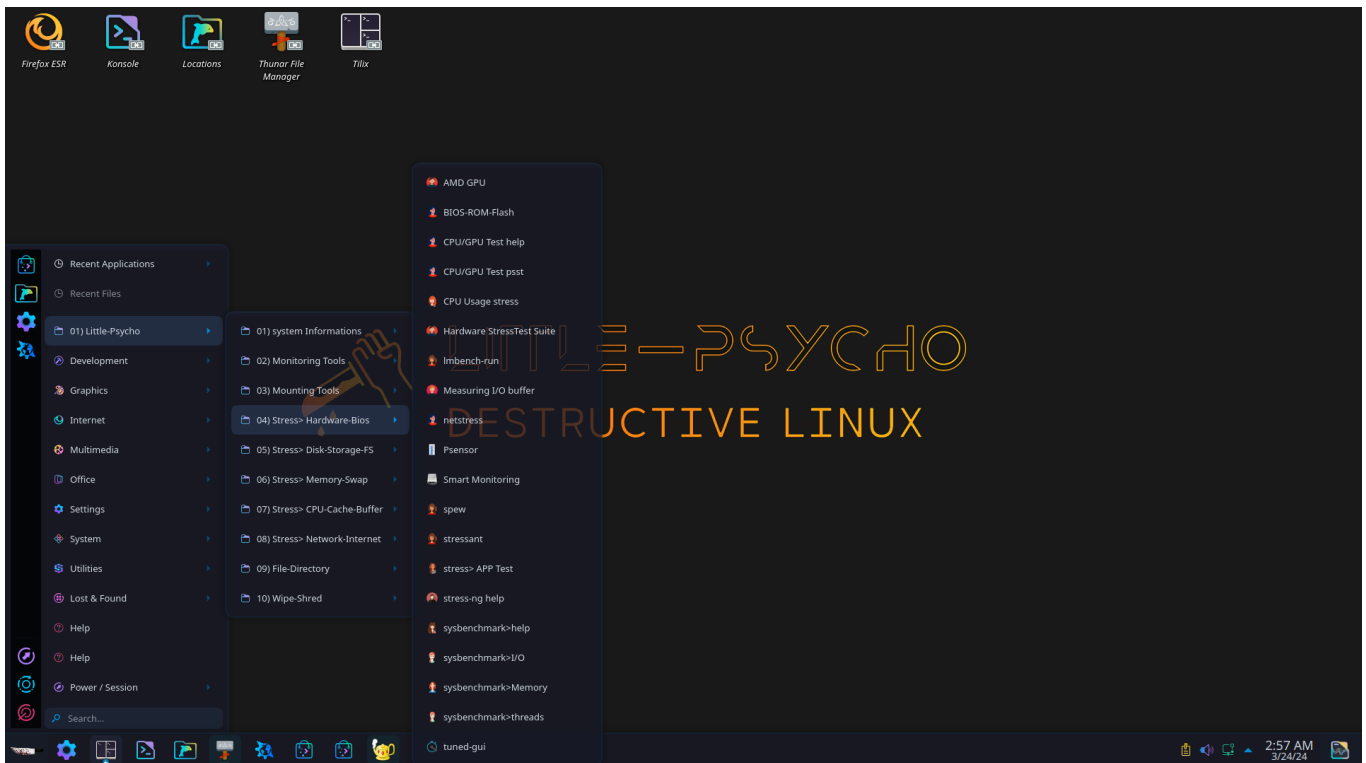 Firefox ESR
Konsole
Locations
Thunar File
Manager
Tilix
LITTLE-PSYCHO
DESTRUCTIVE LINUX
Recent Applications
Recent Files
01) Little-Psycho
Development
Graphics
Internet
Multimedia
Office
Settings
System
Utilities
Lost & Found
Help
Help
Power / Session
Search...
01) system Informations
02) Monitoring Tools
03) Mounting Tools
04) Stress> Hardware-Bios
05) Stress> Disk-Storage-FS
06) Stress> Memory-Swap
07) Stress> CPU-Cache-Buffer
08) Stress> Network-Internet
09) File-Directory
10) Wipe-Shred
AMD GPU
BIOS-ROM-Flash
CPU/GPU Test help
CPU/GPU Test psst
CPU Usage stress
Hardware StressTest Suite
lmbench-run
Measuring I/O buffer
netstress
Psensor
Smart Monitoring
spew
stressant
stress> APP Test
stress-ng help
sysbenchmark>help
sysbenchmark>I/O
sysbenchmark>Memory
sysbenchmark>threads
tuned-gui
2:57 AM
3/24/24